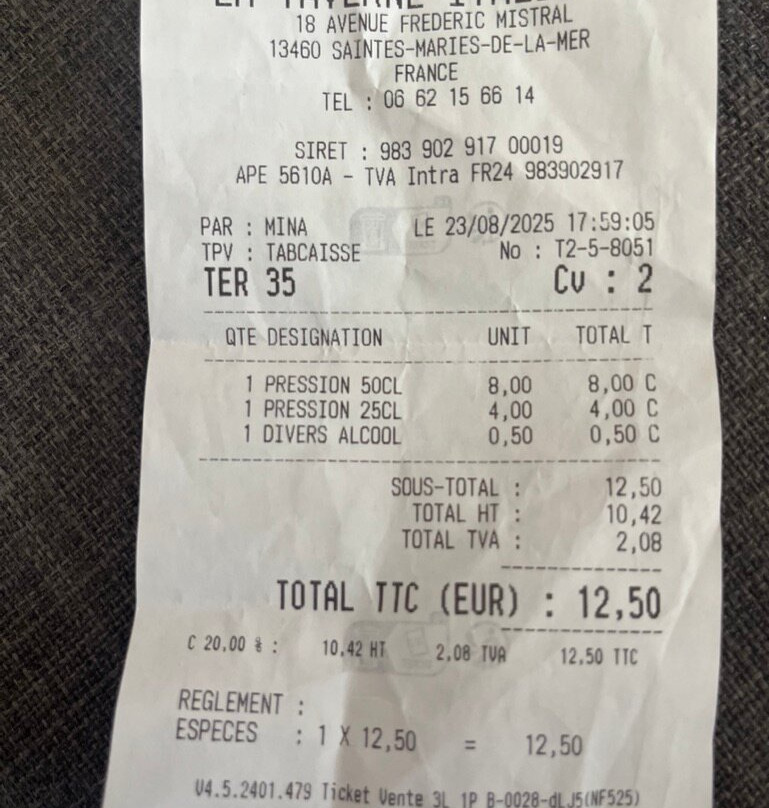 LA TAVERNE
18 AVENUE FREDERIC MISTRAL
13460 SAINTES-MARIES-DE-LA-MER
FRANCE
TEL : 06 62 15 66 14
SIRET : 983 902 917 00019
APE 5610A - TVA Intra FR24 983902917
PAR : MINA LE 23/08/2025 17:59:05
TPV : TABCAISSE No : T2-5-8051
TER 35 Cv : 2
QTE DESIGNATION UNIT TOTAL T
1 PRESSION 50CL 8,00 8,00 C
1 PRESSION 25CL 4,00 4,00 C
1 DIVERS ALCOOL 0,50 0,50 C
SOUS-TOTAL : 12,50
TOTAL HT : 10,42
TOTAL TVA : 2,08
TOTAL TTC (EUR) : 12,50
C 20.00 % : 10.42 HT 2.08 TVA 12.50 TTC
REGLEMENT :
ESPECES : 1 X 12,50 = 12,50
V4.5.2401.479 Ticket Vente 3L 1P B-0028-dLJ5(NF525)